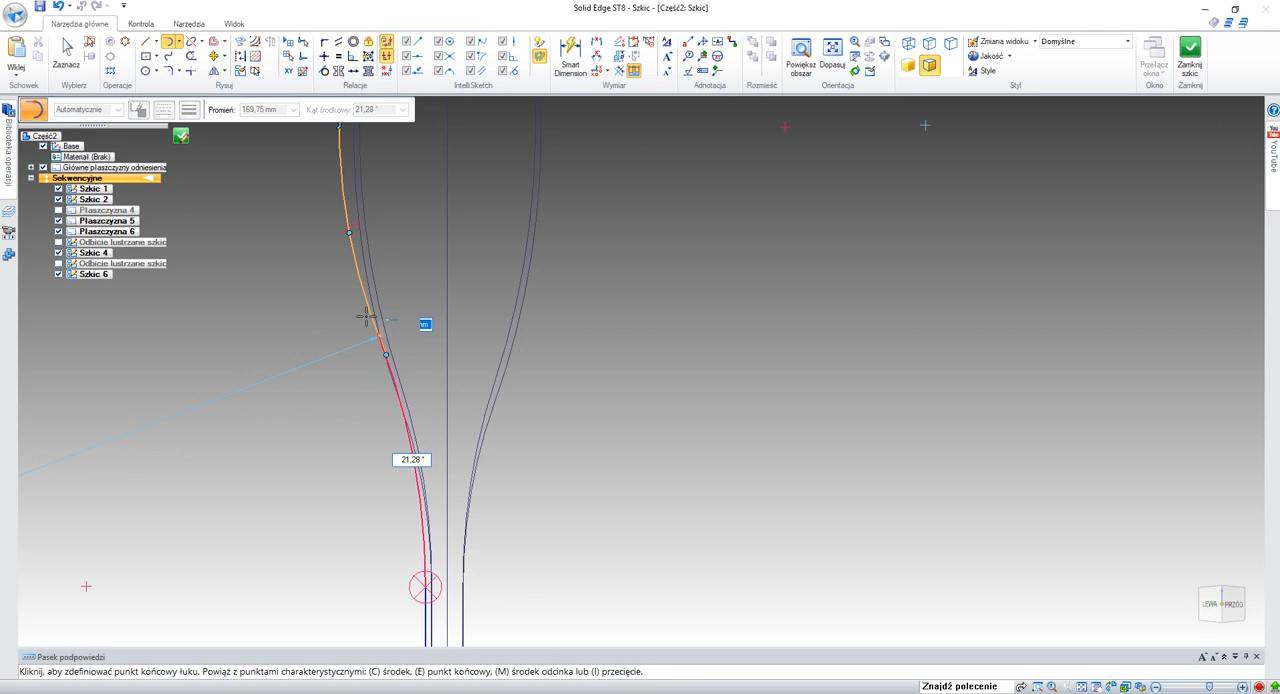 Solid Edge ST8 - Szkic - [Część2: Szkic]
Narzędzia główne Kontrola Narzędzia Widok
Wklej
Zaznacz
Smart
Dimension
Powiększ
obszar
Dopasuj
Zmiana widoku
Jakość
Style
Domyślne
Przełącz
okna
Zamknij
szkic
Schowek Wybierz Operacje Rysuj Relacje IntelliSketch Wymiar Adnotacja Rozmieść Orientacja Styl Okno Zamknij
Automatycznie Promień: 169,75 mm Kąt środkowy: 21,28 °
Biblioteka operacji
YouTube
Część2
Base
Materiał (Brak)
Główne płaszczyzny odniesienia
Sekwencyjne
Szkic 1
Szkic 2
Płaszczyzna 4
Płaszczyzna 5
Płaszczyzna 6
Odbicie lustrzane szkic
Szkic 4
Odbicie lustrzane szkic
Szkic 6
mm
21,28 °
LEWA PRZÓD
Pasek podpowiedzi
Kliknij, aby zdefiniować punkt końcowy łuku. Powiąż z punktami charakterystycznymi: (C) środek, (E) punkt końcowy, (M) środek odcinka lub (I) przecięcie.
Znajdź polecenie